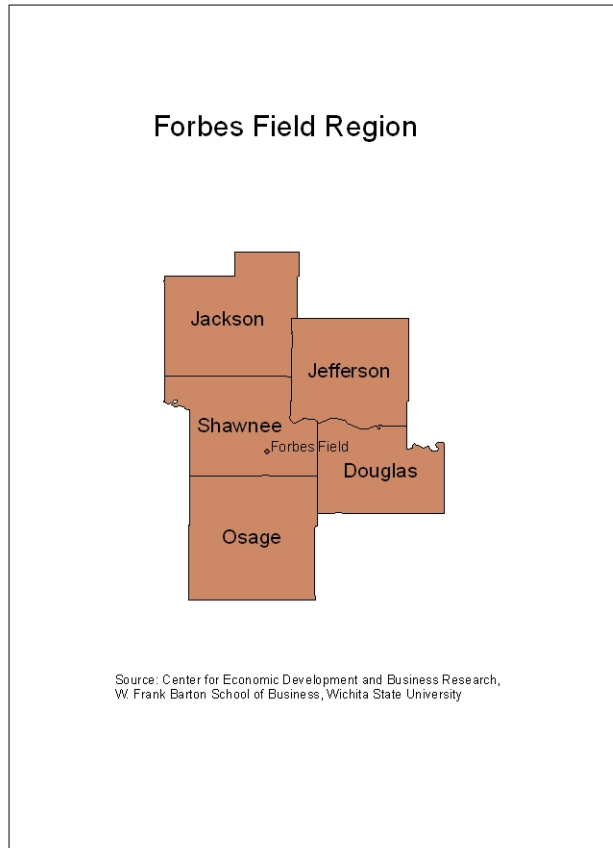 Forbes Field Region
Jackson
Jefferson
Shawnee
Forbes Field
Douglas
Osage
Source: Center for Economic Development and Business Research,
W. Frank Barton School of Business, Wichita State University